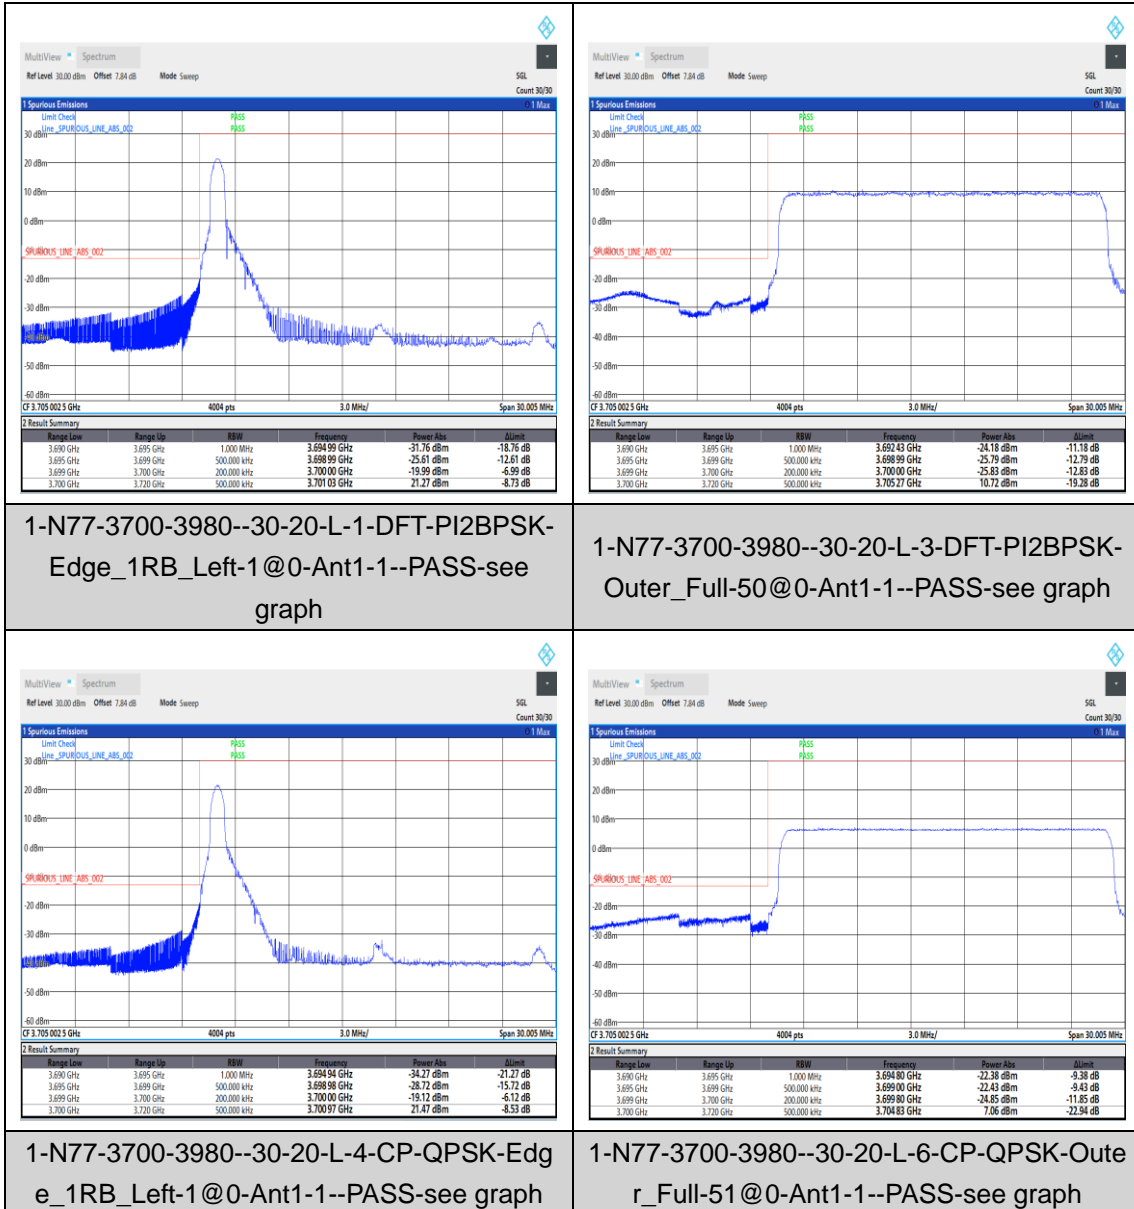 MultiView Spectrum
Ref Level 30.00 dBm Offset 7.84 dB Mode Sweep SGL
Count 30/30
1 Spurious Emissions 1 Max
Limit Check PASS
Line _SPURIOUS_LINE_ABS_002 PASS
30 dBm
20 dBm
10 dBm
0 dBm
_SPURIOUS_LINE_ABS_002
-20 dBm
-30 dBm
-40 dBm
-50 dBm
-60 dBm
CF 3.705 002 5 GHz 4004 pts 3.0 MHz/ Span 30.005 MHz
2 Result Summary
Range Low Range Up RBW Frequency Power Abs ΔLimit
3.690 GHz 3.695 GHz 1.000 MHz 3.694 99 GHz -31.76 dBm -18.76 dB
3.695 GHz 3.699 GHz 500.000 kHz 3.698 99 GHz -25.61 dBm -12.61 dB
3.699 GHz 3.700 GHz 200.000 kHz 3.700 00 GHz -19.99 dBm -6.99 dB
3.700 GHz 3.720 GHz 500.000 kHz 3.701 03 GHz 21.27 dBm -8.73 dB
1-N77-3700-3980--30-20-L-1-DFT-PI2BPSK-
Edge_1RB_Left-1@0-Ant1-1--PASS-see
graph
MultiView Spectrum
Ref Level 30.00 dBm Offset 7.84 dB Mode Sweep SGL
Count 30/30
1 Spurious Emissions 1 Max
Limit Check PASS
Line _SPURIOUS_LINE_ABS_002 PASS
30 dBm
20 dBm
10 dBm
0 dBm
_SPURIOUS_LINE_ABS_002
-20 dBm
-30 dBm
-40 dBm
-50 dBm
-60 dBm
CF 3.705 002 5 GHz 4004 pts 3.0 MHz/ Span 30.005 MHz
2 Result Summary
Range Low Range Up RBW Frequency Power Abs ΔLimit
3.690 GHz 3.695 GHz 1.000 MHz 3.692 43 GHz -24.18 dBm -11.18 dB
3.695 GHz 3.699 GHz 500.000 kHz 3.698 99 GHz -25.79 dBm -12.79 dB
3.699 GHz 3.700 GHz 200.000 kHz 3.700 00 GHz -25.83 dBm -12.83 dB
3.700 GHz 3.720 GHz 500.000 kHz 3.705 27 GHz 10.72 dBm -19.28 dB
1-N77-3700-3980--30-20-L-3-DFT-PI2BPSK-
Outer_Full-50@0-Ant1-1--PASS-see graph
MultiView Spectrum
Ref Level 30.00 dBm Offset 7.84 dB Mode Sweep SGL
Count 30/30
1 Spurious Emissions 1 Max
Limit Check PASS
Line _SPURIOUS_LINE_ABS_002 PASS
30 dBm
20 dBm
10 dBm
0 dBm
_SPURIOUS_LINE_ABS_002
-20 dBm
-30 dBm
-40 dBm
-50 dBm
-60 dBm
CF 3.705 002 5 GHz 4004 pts 3.0 MHz/ Span 30.005 MHz
2 Result Summary
Range Low Range Up RBW Frequency Power Abs ΔLimit
3.690 GHz 3.695 GHz 1.000 MHz 3.694 94 GHz -34.27 dBm -21.27 dB
3.695 GHz 3.699 GHz 500.000 kHz 3.698 98 GHz -28.72 dBm -15.72 dB
3.699 GHz 3.700 GHz 200.000 kHz 3.700 00 GHz -19.12 dBm -6.12 dB
3.700 GHz 3.720 GHz 500.000 kHz 3.700 97 GHz 21.47 dBm -8.53 dB
1-N77-3700-3980--30-20-L-4-CP-QPSK-Edg
e_1RB_Left-1@0-Ant1-1--PASS-see graph
MultiView Spectrum
Ref Level 30.00 dBm Offset 7.84 dB Mode Sweep SGL
Count 30/30
1 Spurious Emissions 1 Max
Limit Check PASS
Line _SPURIOUS_LINE_ABS_002 PASS
30 dBm
20 dBm
10 dBm
0 dBm
_SPURIOUS_LINE_ABS_002
-20 dBm
-30 dBm
-40 dBm
-50 dBm
-60 dBm
CF 3.705 002 5 GHz 4004 pts 3.0 MHz/ Span 30.005 MHz
2 Result Summary
Range Low Range Up RBW Frequency Power Abs ΔLimit
3.690 GHz 3.695 GHz 1.000 MHz 3.694 80 GHz -22.38 dBm -9.38 dB
3.695 GHz 3.699 GHz 500.000 kHz 3.699 00 GHz -22.43 dBm -9.43 dB
3.699 GHz 3.700 GHz 200.000 kHz 3.699 80 GHz -24.85 dBm -11.85 dB
3.700 GHz 3.720 GHz 500.000 kHz 3.704 83 GHz 7.06 dBm -22.94 dB
1-N77-3700-3980--30-20-L-6-CP-QPSK-Oute
r_Full-51@0-Ant1-1--PASS-see graph